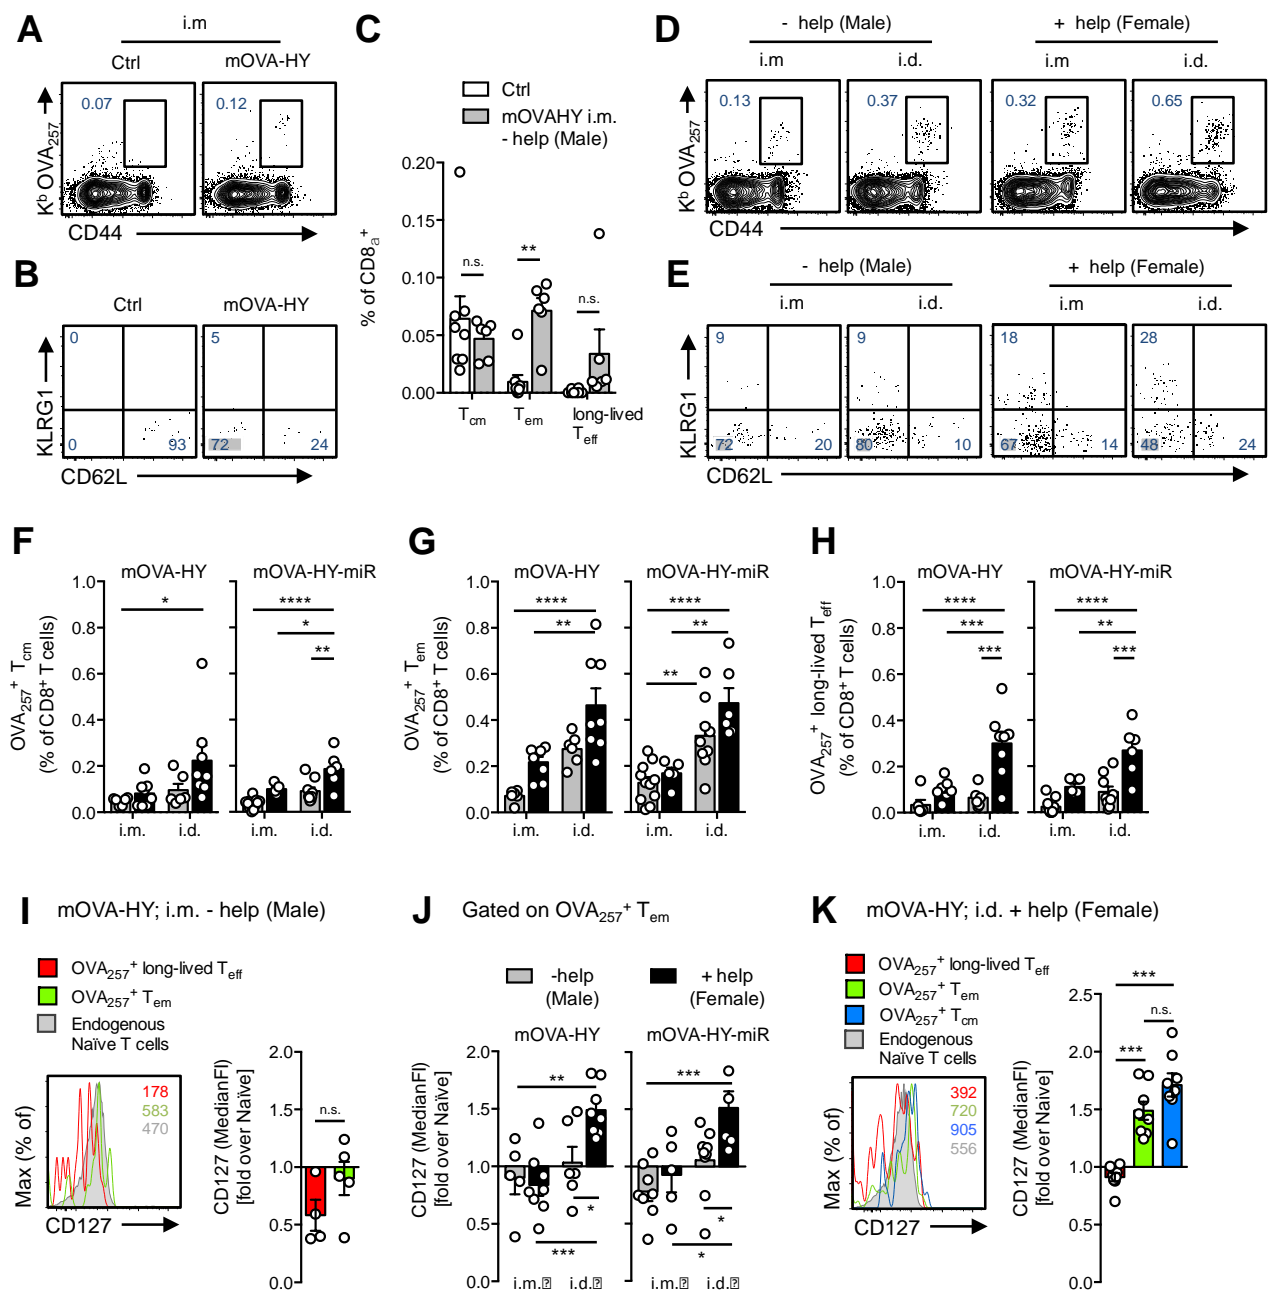 A
i.m
Ctrl
mOVA-HY
0.07
0.12
Kᵇ OVA₂₅₇
CD44
B
Ctrl
mOVA-HY
0
5
0
93
72
24
KLRG1
CD62L
C
Ctrl
mOVAHY i.m.
- help (Male)
% of CD8a⁺
0.20
0.15
0.10
0.05
0.00
n.s.
**
n.s.
Tcm
Tem
long-lived
Teff
D
- help (Male)
+ help (Female)
i.m
i.d.
i.m
i.d.
0.13
0.37
0.32
0.65
Kᵇ OVA₂₅₇
CD44
E
- help (Male)
+ help (Female)
i.m
i.d.
i.m
i.d.
9
9
18
28
72
20
80
10
67
14
48
24
KLRG1
CD62L
F
mOVA-HY
mOVA-HY-miR
OVA₂₅₇⁺ Tcm
(% of CD8⁺ T cells)
1.0
0.8
0.6
0.4
0.2
0.0
*
****
*
**
i.m.
i.d.
i.m.
i.d.
G
mOVA-HY
mOVA-HY-miR
OVA₂₅₇⁺ Tem
(% of CD8⁺ T cells)
1.0
0.8
0.6
0.4
0.2
0.0
****
**
****
**
**
i.m.
i.d.
i.m.
i.d.
H
mOVA-HY
mOVA-HY-miR
OVA₂₅₇⁺ long-lived Teff
(% of CD8⁺ T cells)
1.0
0.8
0.6
0.4
0.2
0.0
****
***
***
****
**
***
i.m.
i.d.
i.m.
i.d.
I
mOVA-HY; i.m. - help (Male)
OVA₂₅₇⁺ long-lived Teff
OVA₂₅₇⁺ Tem
Endogenous
Naïve T cells
178
583
470
Max (% of)
CD127
CD127 (MedianFI)
[fold over Naïve]
2.0
1.5
1.0
0.5
0.0
n.s.
J
Gated on OVA₂₅₇⁺ Tem
-help
(Male)
+ help
(Female)
mOVA-HY
mOVA-HY-miR
CD127 (MedianFI)
[fold over Naïve]
2.0
1.5
1.0
0.5
0.0
**
*
***
***
*
*
i.m.
i.d.
i.m.
i.d.
K
mOVA-HY; i.d. + help (Female)
OVA₂₅₇⁺ long-lived Teff
OVA₂₅₇⁺ Tem
OVA₂₅₇⁺ Tcm
Endogenous
Naïve T cells
392
720
905
556
Max (% of)
CD127
CD127 (MedianFI)
[fold over Naïve]
2.5
2.0
1.5
1.0
0.5
0.0
***
n.s.
***